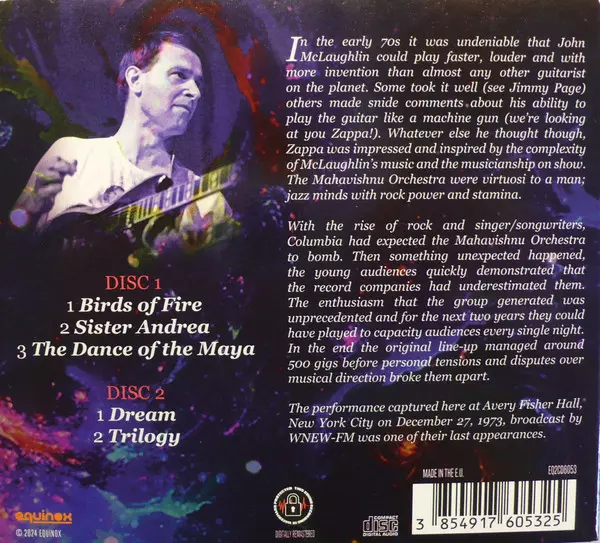 In the early 70s it was undeniable that John
McLaughlin could play faster, louder and with
more invention than almost any other guitarist
on the planet. Some took it well (see Jimmy Page)
others made snide comments about his ability to
play the guitar like a machine gun (we're looking
at you Zappa!). Whatever else he thought though,
Zappa was impressed and inspired by the complexity
of McLaughlin's music and the musicianship on show.
The Mahavishnu Orchestra were virtuosi to a man;
jazz minds with rock power and stamina.
With the rise of rock and singer/songwriters,
Columbia had expected the Mahavishnu Orchestra
to bomb. Then something unexpected happened,
the young audiences quickly demonstrated that
the record companies had underestimated them.
The enthusiasm that the group generated was
unprecedented and for the next two years they could
have played to capacity audiences every single night.
In the end the original line-up managed around
500 gigs before personal tensions and disputes over
musical direction broke them apart.
The performance captured here at Avery Fisher Hall,
New York City on December 27, 1973, broadcast by
WNEW-FM was one of their last appearances.
DISC 1
1 Birds of Fire
2 Sister Andrea
3 The Dance of the Maya
DISC 2
1 Dream
2 Trilogy
MADE IN THE E.U.
EQ2CD6053
equinox
© 2024 EQUINOX
DIGITALLY REMASTERED
COMPACT
disc
DIGITAL AUDIO
3 854917 605325